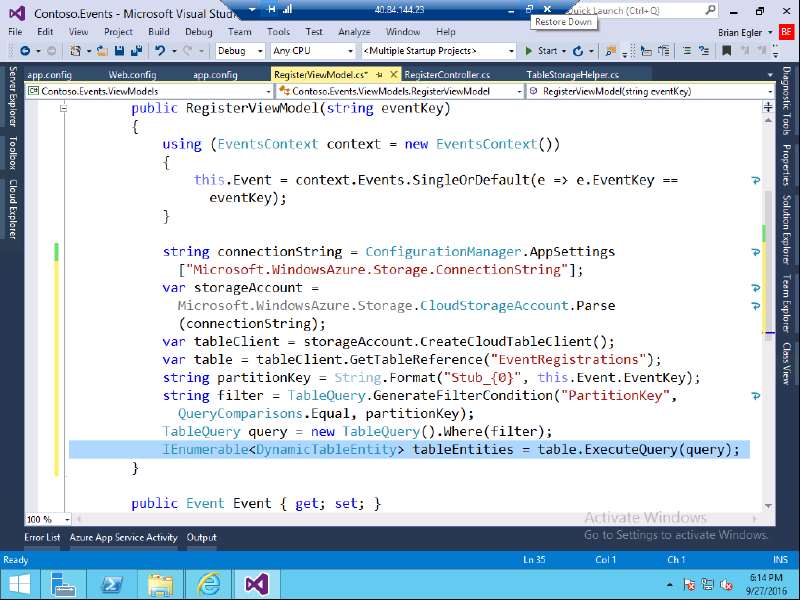 Contoso.Events - Microsoft Visual Stud
40.84.144.23
Quick Launch (Ctrl+Q)
Restore Down
File Edit View Project Build Debug Team Tools Test Analyze Window Help Brian Egler BE
Debug Any CPU <Multiple Startup Projects> Start
app.config Web.config app.config RegisterViewModel.cs* RegisterController.cs TableStorageHelper.cs
Contoso.Events.ViewModels Contoso.Events.ViewModels.RegisterViewModel RegisterViewModel(string eventKey)
Server Explorer
Toolbox
Cloud Explorer
public RegisterViewModel(string eventKey)
{
using (EventsContext context = new EventsContext())
{
this.Event = context.Events.SingleOrDefault(e => e.EventKey ==
eventKey);
}
string connectionString = ConfigurationManager.AppSettings
["Microsoft.WindowsAzure.Storage.ConnectionString"];
var storageAccount =
Microsoft.WindowsAzure.Storage.CloudStorageAccount.Parse
(connectionString);
var tableClient = storageAccount.CreateCloudTableClient();
var table = tableClient.GetTableReference("EventRegistrations");
string partitionKey = String.Format("Stub_{0}", this.Event.EventKey);
string filter = TableQuery.GenerateFilterCondition("PartitionKey",
QueryComparisons.Equal, partitionKey);
TableQuery query = new TableQuery().Where(filter);
IEnumerable<DynamicTableEntity> tableEntities = table.ExecuteQuery(query);
}
public Event Event { get; set; }
Diagnostic Tools
Properties
Solution Explorer
Team Explorer
Class View
100 %
Activate Windows
Go to Settings to activate Windows.
Error List Azure App Service Activity Output
Ready Ln 35 Col 1 Ch 1 INS
6:14 PM
9/27/2016